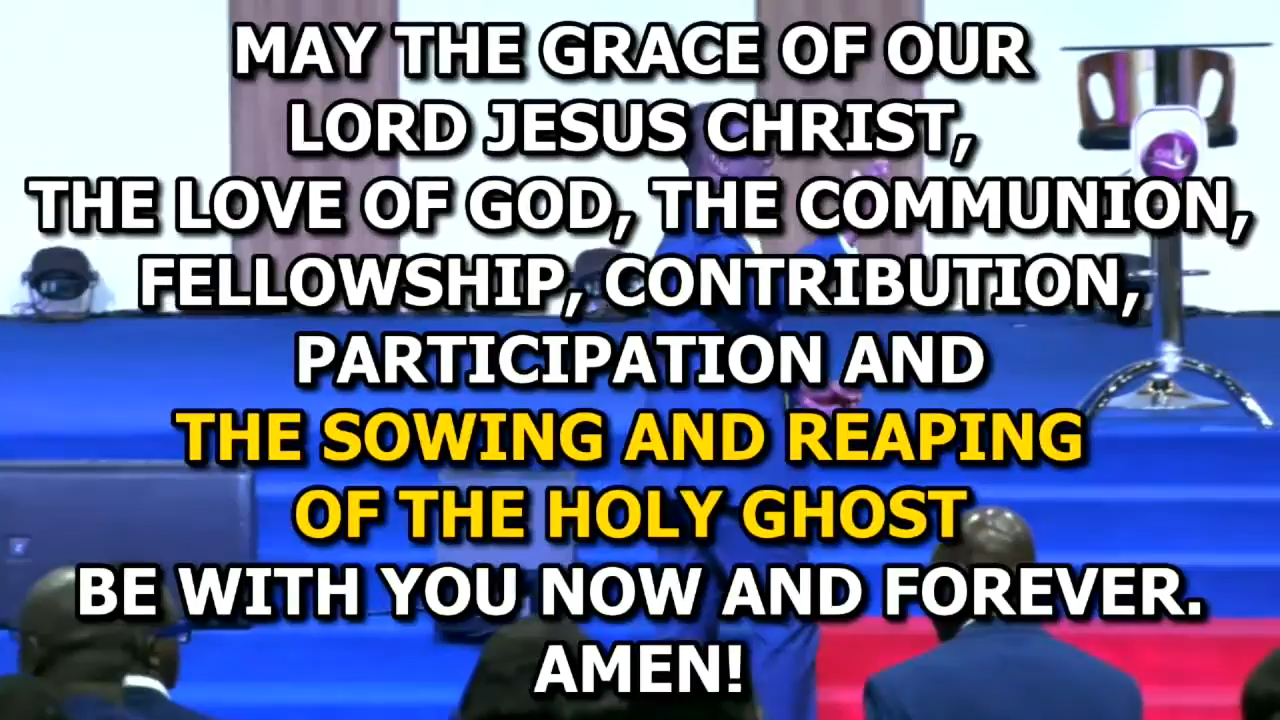 MAY THE GRACE OF OUR
LORD JESUS CHRIST,
THE LOVE OF GOD, THE COMMUNION,
FELLOWSHIP, CONTRIBUTION,
PARTICIPATION AND
THE SOWING AND REAPING
OF THE HOLY GHOST
BE WITH YOU NOW AND FOREVER.
AMEN!